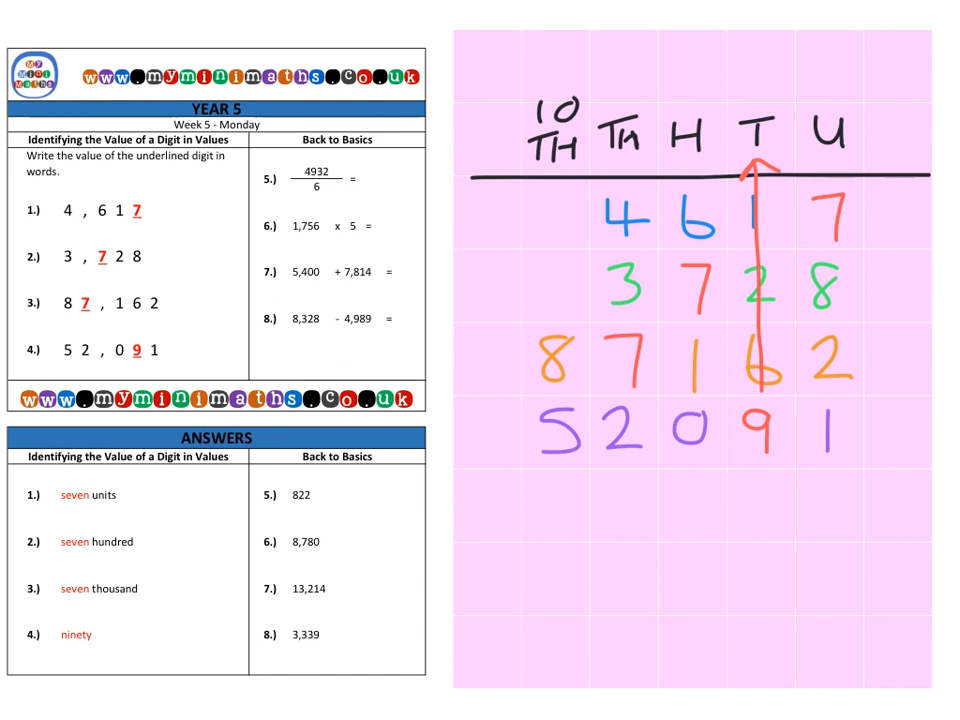 My
Mini
Maths
www.myminimaths.co.uk
YEAR 5
Week 5 - Monday
Identifying the Value of a Digit in Values
Back to Basics
Write the value of the underlined digit in
words.
1.) 4 , 6 1 7
2.) 3 , 7 2 8
3.) 8 7 , 1 6 2
4.) 5 2 , 0 9 1
5.) 4932
6 =
6.) 1,756 x 5 =
7.) 5,400 + 7,814 =
8.) 8,328 - 4,989 =
www.myminimaths.co.uk
ANSWERS
Identifying the Value of a Digit in Values
Back to Basics
1.) seven units
2.) seven hundred
3.) seven thousand
4.) ninety
5.) 822
6.) 8,780
7.) 13,214
8.) 3,339
10
TH Th H T U
4 6 1 7
3 7 2 8
8 7 1 6 2
5 2 0 9 1